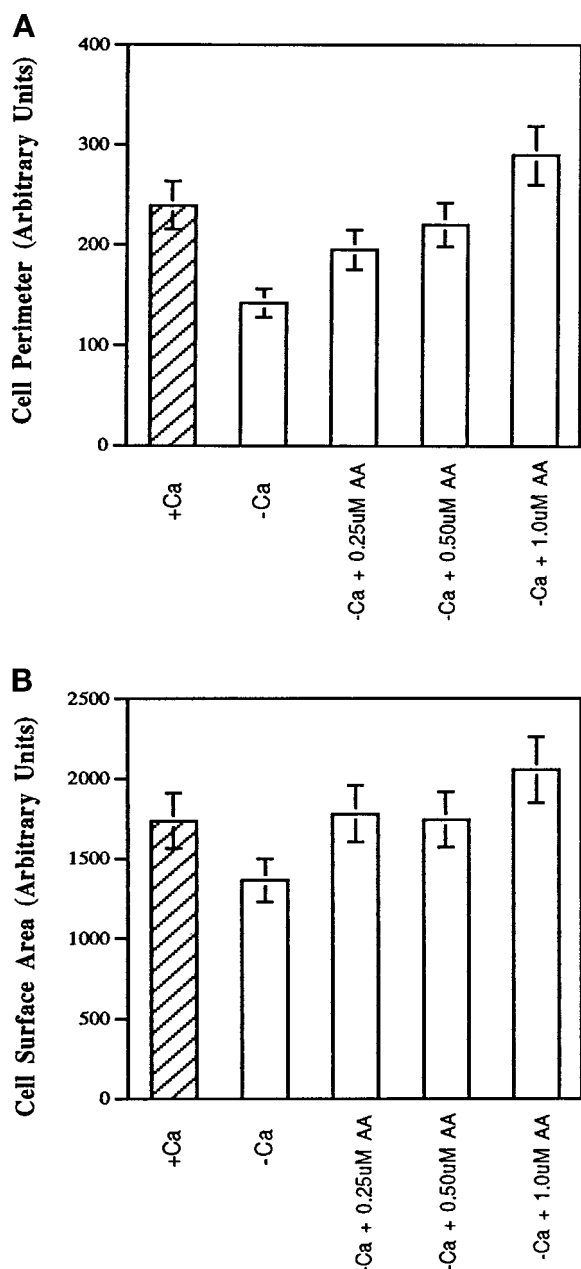 A
Cell Perimeter (Arbitrary Units)
400
300
200
100
0
+Ca
-Ca
-Ca + 0.25uM AA
-Ca + 0.50uM AA
-Ca + 1.0uM AA
B
Cell Surface Area (Arbitrary Units)
2500
2000
1500
1000
500
0
+Ca
-Ca
-Ca + 0.25uM AA
-Ca + 0.50uM AA
-Ca + 1.0uM AA